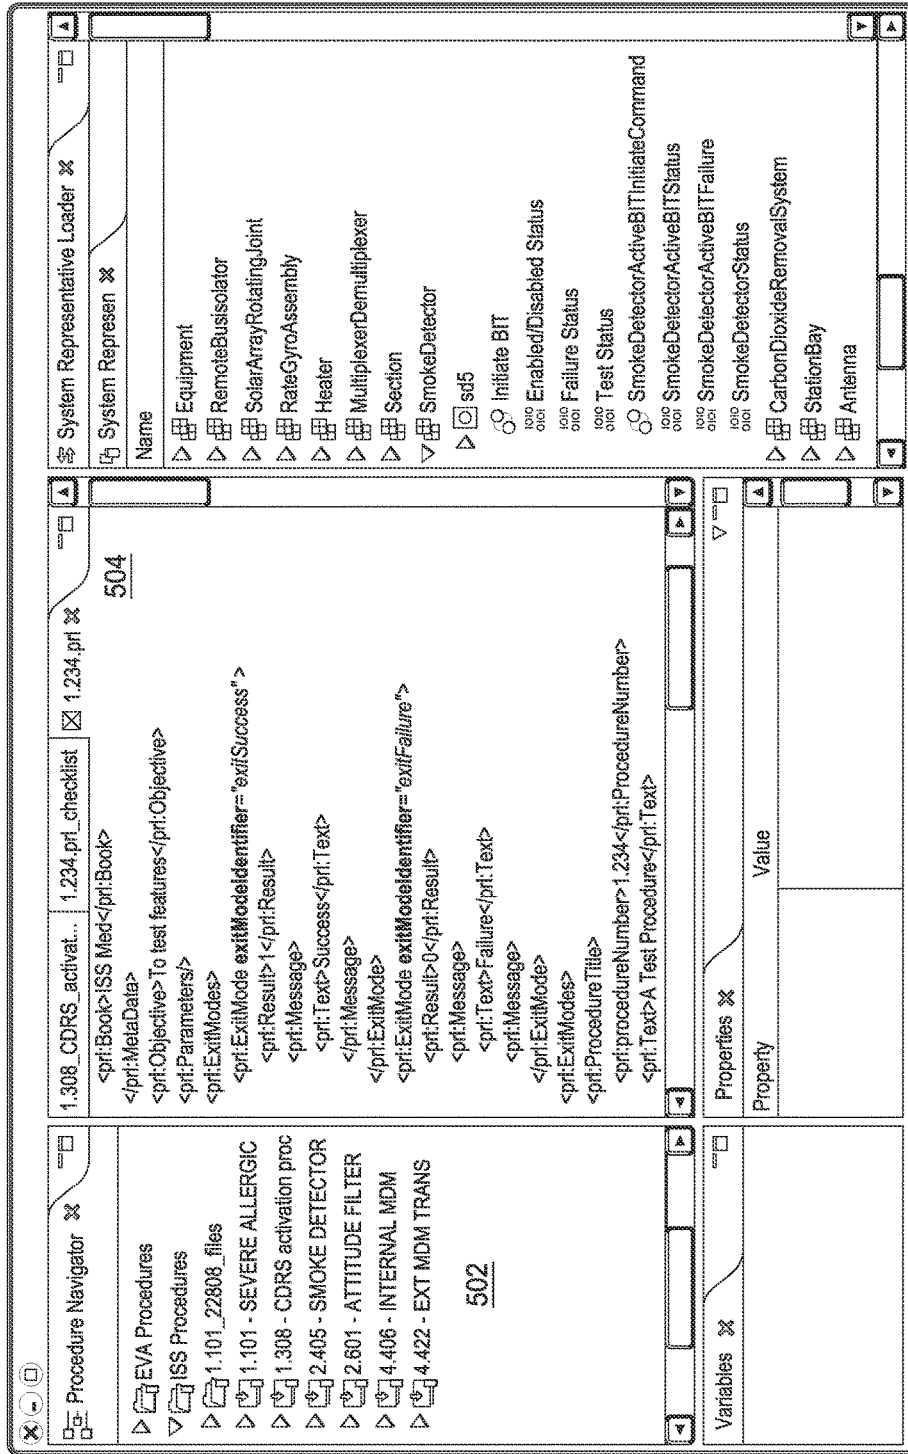 Procedure Navigator
EVA Procedures
ISS Procedures
1.101_22808_files
1.101 - SEVERE ALLERGIC
1.308 - CDRS activation proc
2.405 - SMOKE DETECTOR
2.601 - ATTITUDE FILTER
4.406 - INTERNAL MDM
4.422 - EXT MDM TRANS
502
Variables
1.308_CDRS_activat... 1.234.prl_checklist 1.234.prl
504
<prl:Book>ISS Med</prl:Book>
</prl:MetaData>
<prl:Objective>To test features</prl:Objective>
<prl:Parameters/>
<prl:ExitModes>
<prl:ExitMode exitModeIdentifier="exitSuccess" >
<prl:Result>1</prl:Result>
<prl:Message>
<prl:Text>Success</prl:Text>
</prl:Message>
</prl:ExitMode>
<prl:ExitMode exitModeIdentifier="exitFailure">
<prl:Result>0</prl:Result>
<prl:Message>
<prl:Text>Failure</prl:Text>
<prl:Message>
</prl:ExitMode>
<prl:ExitModes>
<prl:ProcedureTitle>
<prl:procedureNumber>1.234</prl:ProcedureNumber>
<prl:Text>A Test Procedure</prl:Text>
Properties
Property Value
System Representative Loader
System Represen
Name
Equipment
RemoteBusIsolator
SolarArrayRotatingJoint
RateGyroAssembly
Heater
MultiplexerDemultiplexer
Section
SmokeDetector
sd5
Initiate BIT
Enabled/Disabled Status
Failure Status
Test Status
SmokeDetectorActiveBITInitiateCommand
SmokeDetectorActiveBITStatus
SmokeDetectorActiveBITFailure
SmokeDetectorStatus
CarbonDioxideRemovalSystem
StationBay
Antenna